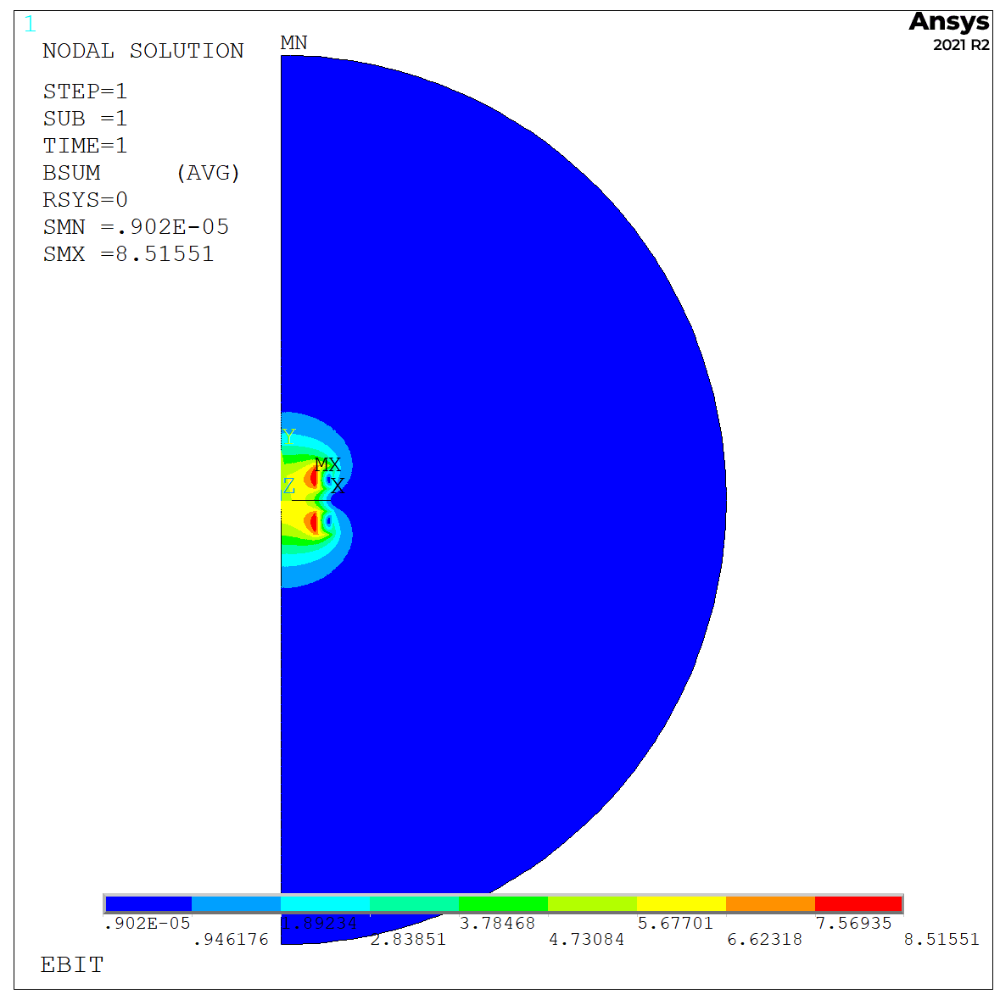 1
Ansys
2021 R2
NODAL SOLUTION
STEP=1
SUB =1
TIME=1
BSUM (AVG)
RSYS=0
SMN =.902E-05
SMX =8.51551
MN
Y
MX
Z X
.902E-05 1.89234 3.78468 5.67701 7.56935
.946176 2.83851 4.73084 6.62318 8.51551
EBIT